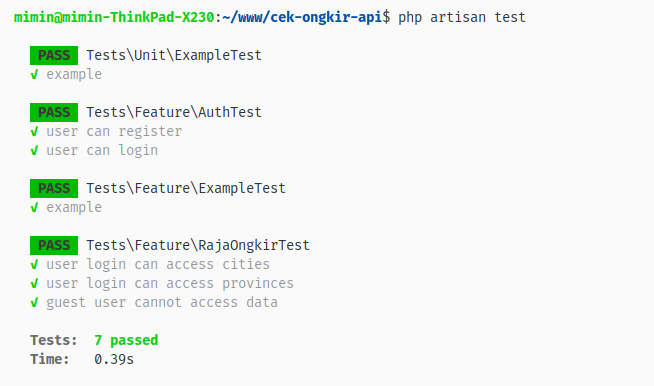 mimin@mimin-ThinkPad-X230:~/www/cek-ongkir-api$ php artisan test
PASS Tests\Unit\ExampleTest
✓ example
PASS Tests\Feature\AuthTest
✓ user can register
✓ user can login
PASS Tests\Feature\ExampleTest
✓ example
PASS Tests\Feature\RajaOngkirTest
✓ user login can access cities
✓ user login can access provinces
✓ guest user cannot access data
Tests: 7 passed
Time: 0.39s